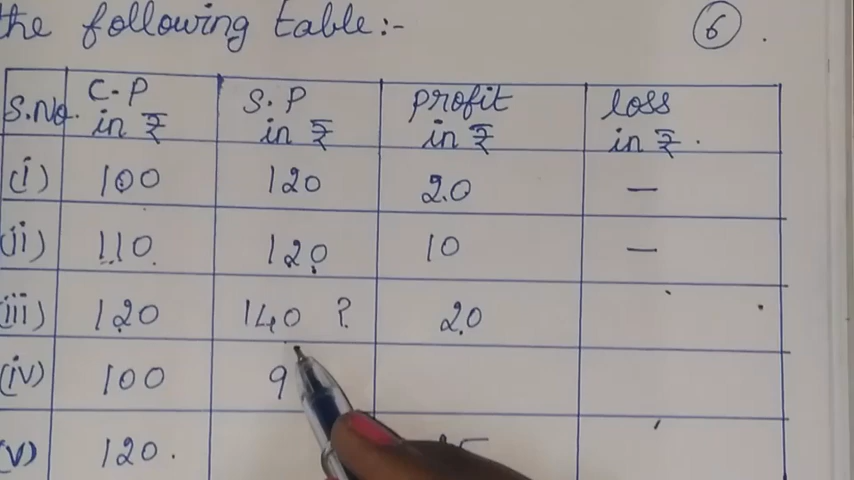 the following table:-
6
S.No. C.P in ₹ S.P in ₹ profit in ₹ loss in ₹.
(i) 100 120 20 —
(ii) 110 120 10 —
(iii) 120 140 ? 20
(iv) 100 9
(v) 120.